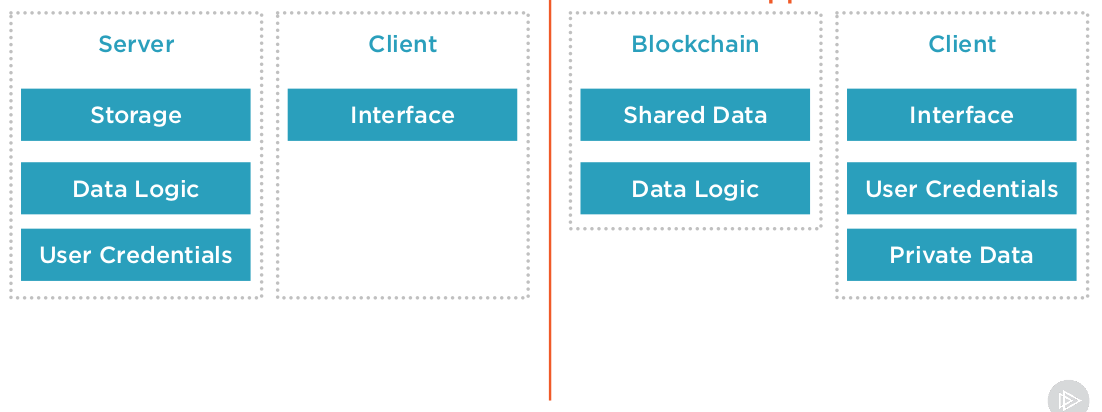 Server
Storage
Data Logic
User Credentials
Client
Interface
Blockchain
Shared Data
Data Logic
Client
Interface
User Credentials
Private Data